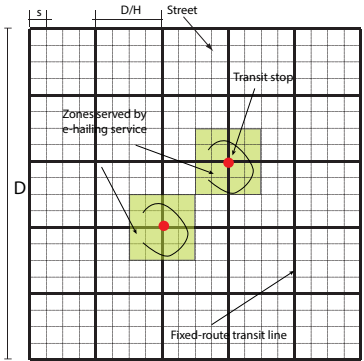 s
D/H
Street
Transit stop
Zones served by
e-hailing service
D
Fixed-route transit line